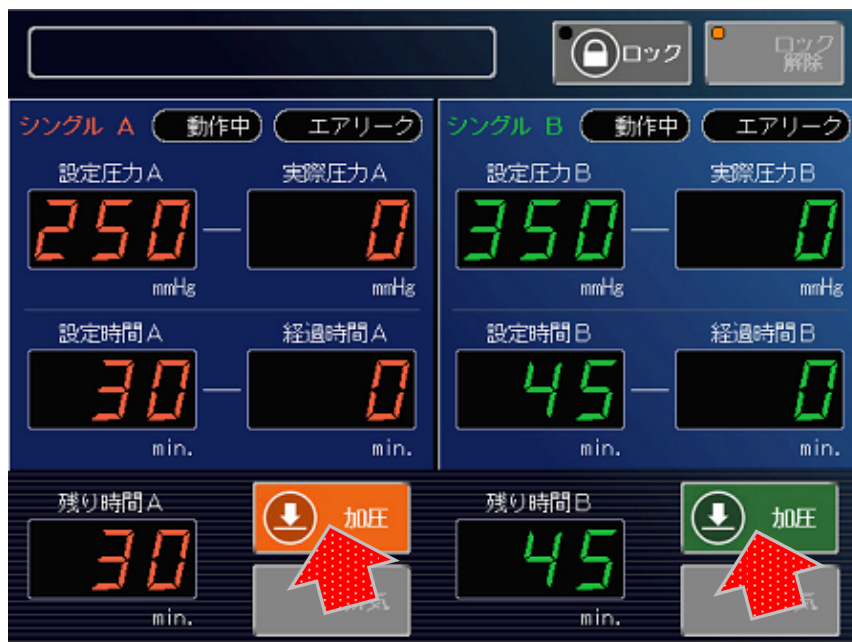 ロック
ロック
解除
シングル A 動作中 エアリーク
シングル B 動作中 エアリーク
設定圧力A 実際圧力A
設定圧力B 実際圧力B
250 0
350 0
mmHg mmHg
mmHg mmHg
設定時間A 経過時間A
設定時間B 経過時間B
30 0
45 0
min. min.
min. min.
残り時間A 加圧
残り時間B 加圧
30
45
気
気
min.
min.